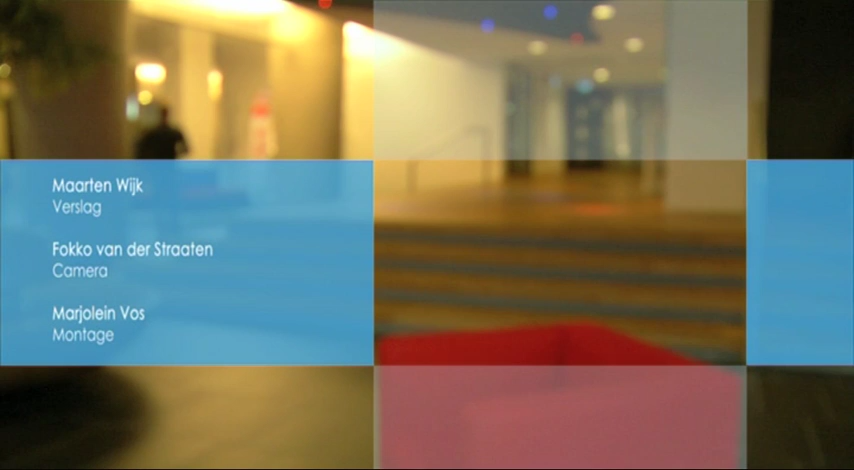 Maarten Wijk
Verslag
Fokko van der Straaten
Camera
Marjolein Vos
Montage